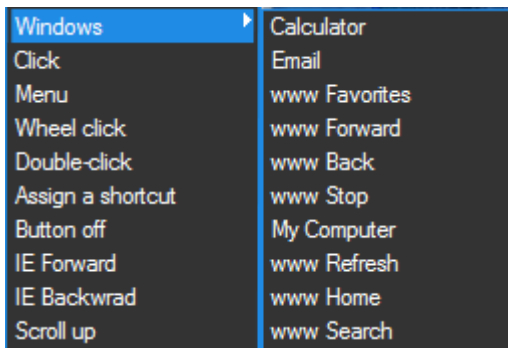 Windows
Click
Menu
Wheel click
Double-click
Assign a shortcut
Button off
IE Forward
IE Backwrad
Scroll up
Calculator
Email
www Favorites
www Forward
www Back
www Stop
My Computer
www Refresh
www Home
www Search